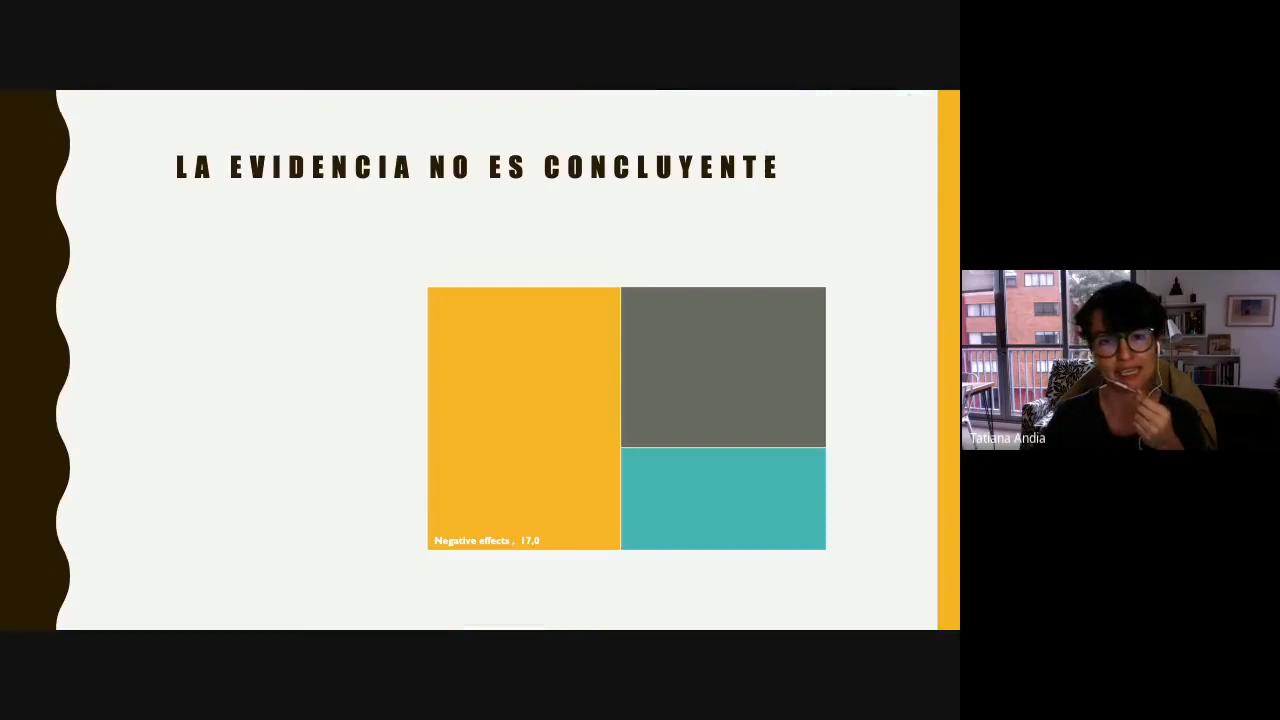 LA EVIDENCIA NO ES CONCLUYENTE
Negative effects , 17,0
Tatiana Andia